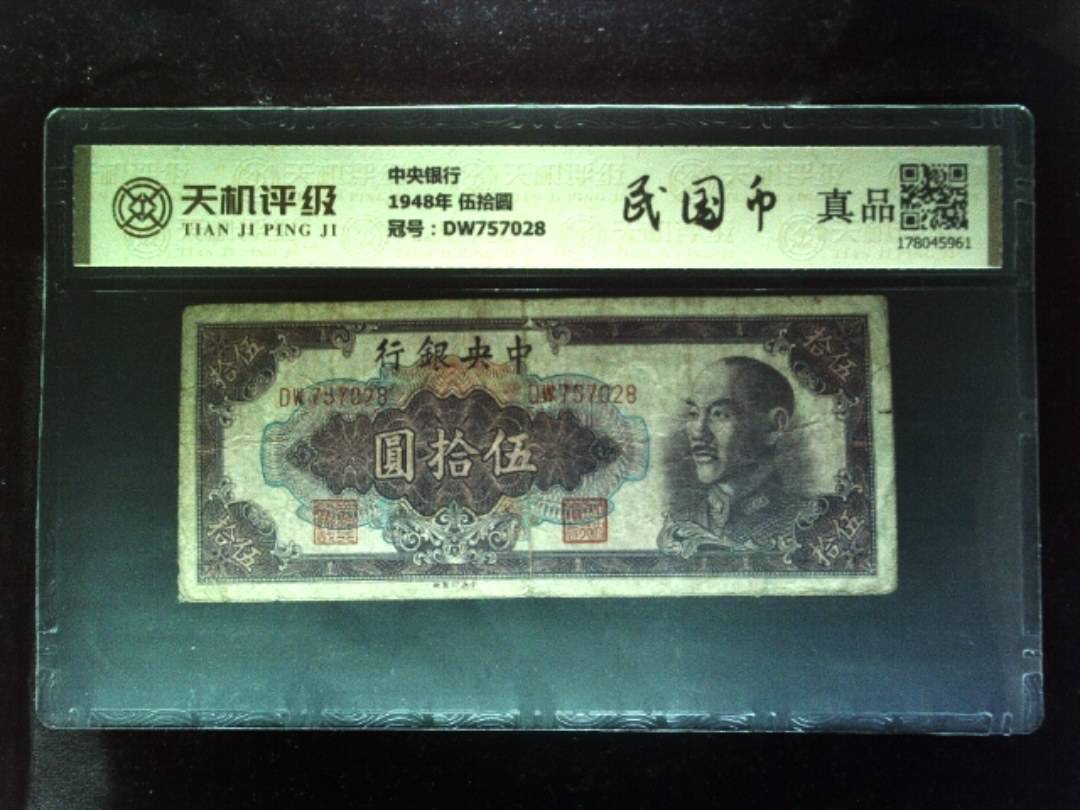 天机评级
TIAN JI PING JI
中央银行
1948年 伍拾圆
冠号：DW757028
民国币
真品
178045961
行銀央中
DW757028
DW757028
圓拾伍
拾伍
拾伍
拾伍
拾伍